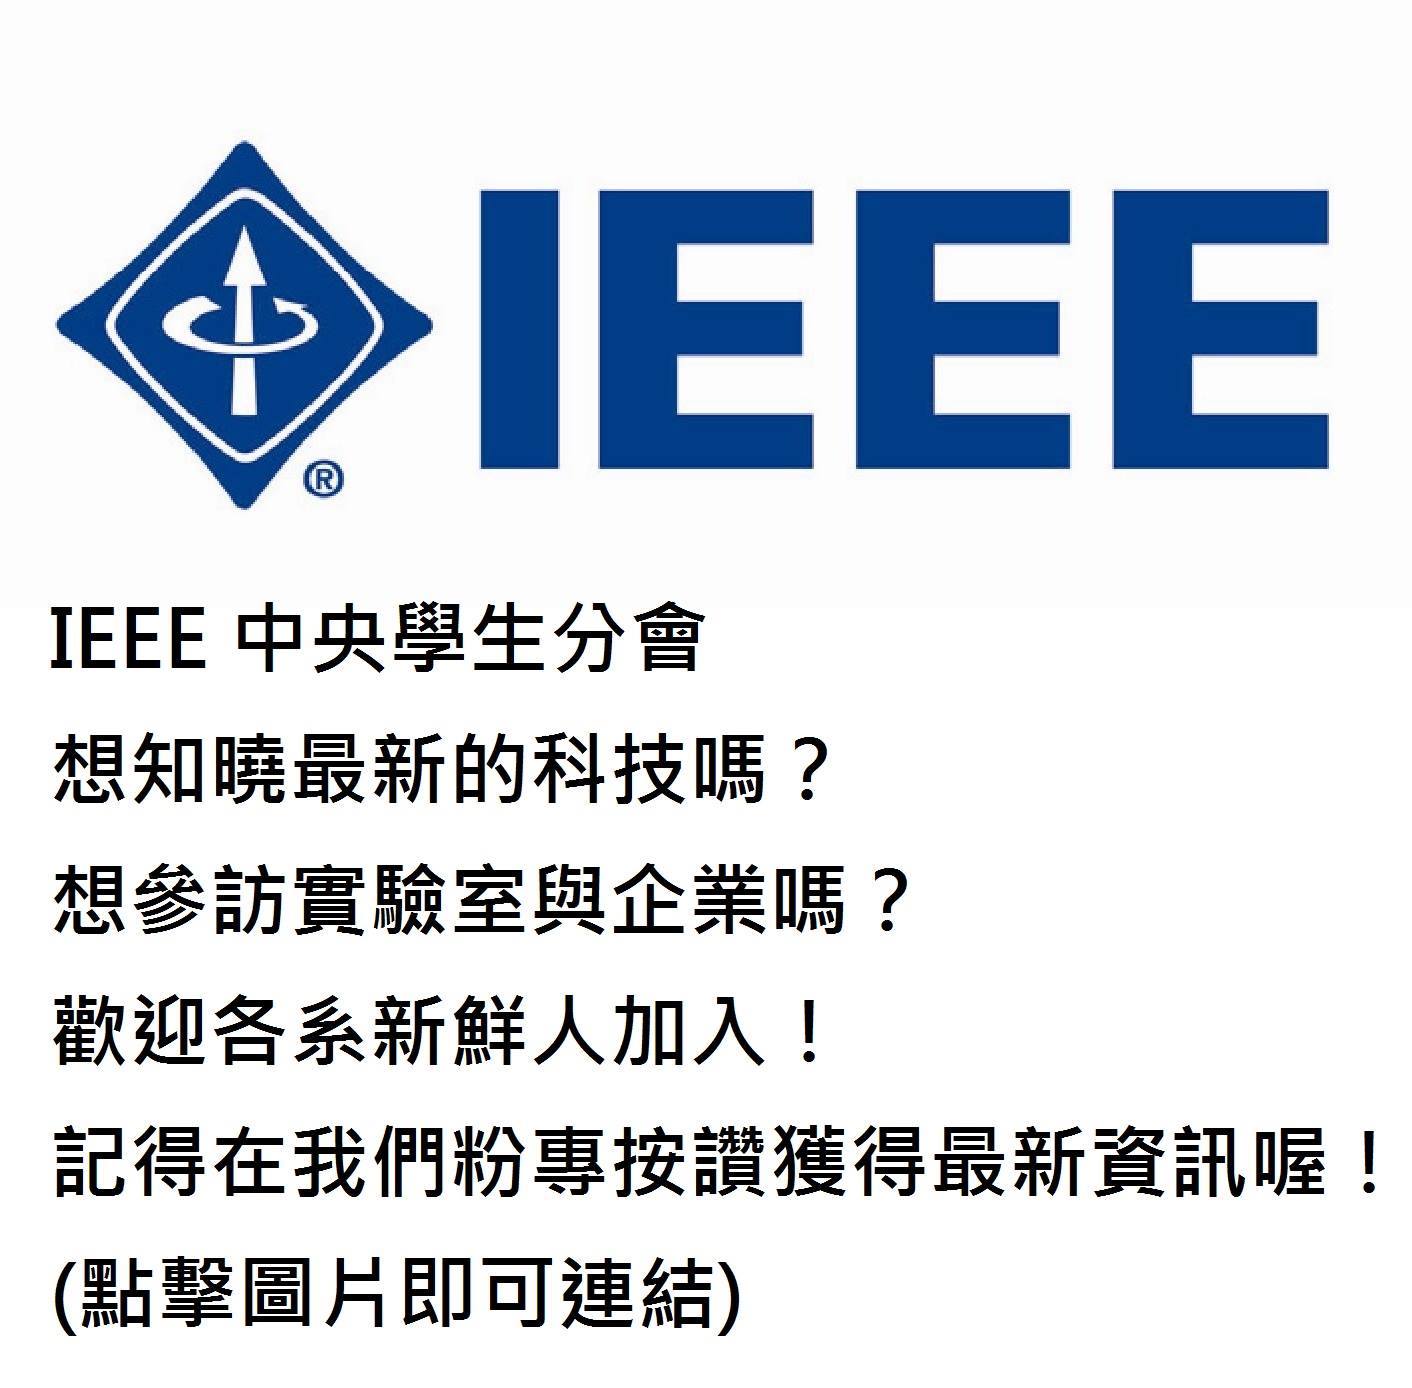 IEEE
®
IEEE 中央學生分會
想知曉最新的科技嗎？
想參訪實驗室與企業嗎？
歡迎各系新鮮人加入！
記得在我們粉專按讚獲得最新資訊喔！
(點擊圖片即可連結)